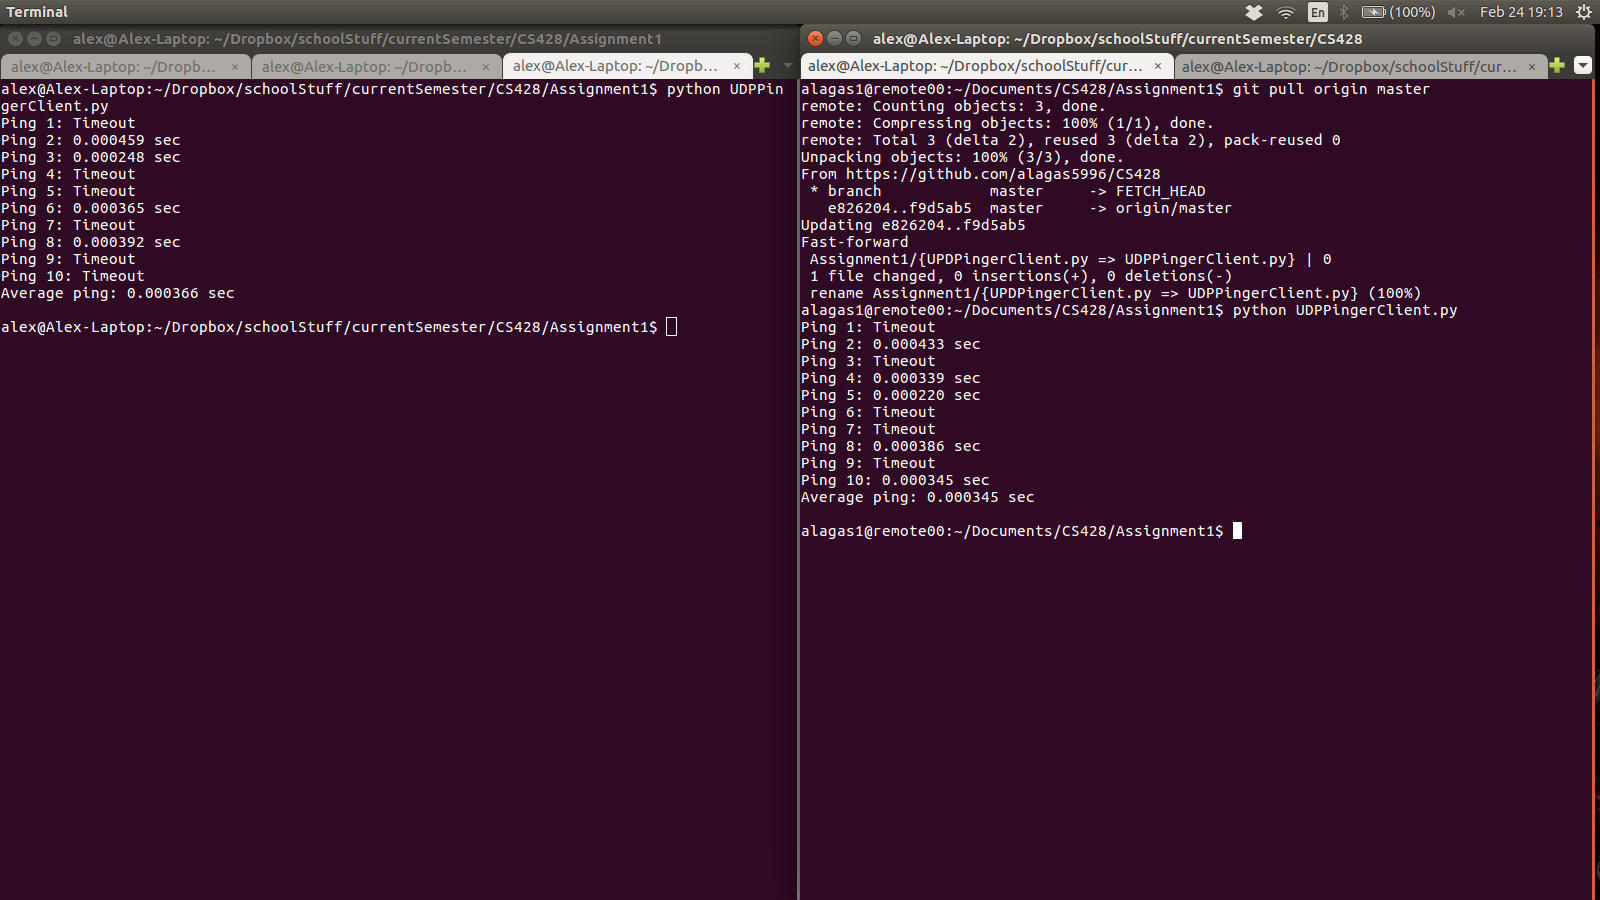 Terminal
En
(100%)
Feb 24 19:13
alex@Alex-Laptop: ~/Dropbox/schoolStuff/currentSemester/CS428/Assignment1
alex@Alex-Laptop: ~/Dropb... ×
alex@Alex-Laptop: ~/Dropb... ×
alex@Alex-Laptop: ~/Dropb... ×
alex@Alex-Laptop:~/Dropbox/schoolStuff/currentSemester/CS428/Assignment1$ python UDPPin
gerClient.py
Ping 1: Timeout
Ping 2: 0.000459 sec
Ping 3: 0.000248 sec
Ping 4: Timeout
Ping 5: Timeout
Ping 6: 0.000365 sec
Ping 7: Timeout
Ping 8: 0.000392 sec
Ping 9: Timeout
Ping 10: Timeout
Average ping: 0.000366 sec
alex@Alex-Laptop:~/Dropbox/schoolStuff/currentSemester/CS428/Assignment1$
alex@Alex-Laptop: ~/Dropbox/schoolStuff/currentSemester/CS428
alex@Alex-Laptop: ~/Dropbox/schoolStuff/cur... ×
alex@Alex-Laptop: ~/Dropbox/schoolStuff/cur... ×
alagas1@remote00:~/Documents/CS428/Assignment1$ git pull origin master
remote: Counting objects: 3, done.
remote: Compressing objects: 100% (1/1), done.
remote: Total 3 (delta 2), reused 3 (delta 2), pack-reused 0
Unpacking objects: 100% (3/3), done.
From https://github.com/alagas5996/CS428
 * branch            master     -> FETCH_HEAD
   e826204..f9d5ab5  master     -> origin/master
Updating e826204..f9d5ab5
Fast-forward
 Assignment1/{UPDPingerClient.py => UDPPingerClient.py} | 0
 1 file changed, 0 insertions(+), 0 deletions(-)
 rename Assignment1/{UPDPingerClient.py => UDPPingerClient.py} (100%)
alagas1@remote00:~/Documents/CS428/Assignment1$ python UDPPingerClient.py
Ping 1: Timeout
Ping 2: 0.000433 sec
Ping 3: Timeout
Ping 4: 0.000339 sec
Ping 5: 0.000220 sec
Ping 6: Timeout
Ping 7: Timeout
Ping 8: 0.000386 sec
Ping 9: Timeout
Ping 10: 0.000345 sec
Average ping: 0.000345 sec
alagas1@remote00:~/Documents/CS428/Assignment1$